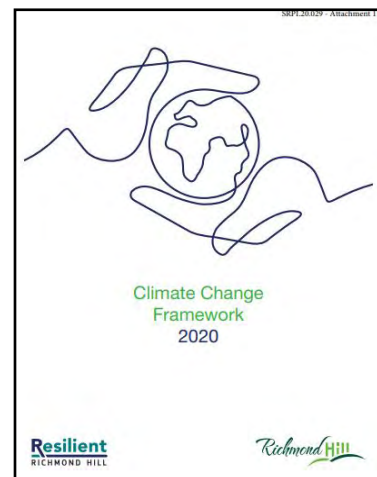 SRPI.20.029 - Attachment 1
Climate Change
Framework
2020
Resilient
RICHMOND HILL
Richmond Hill